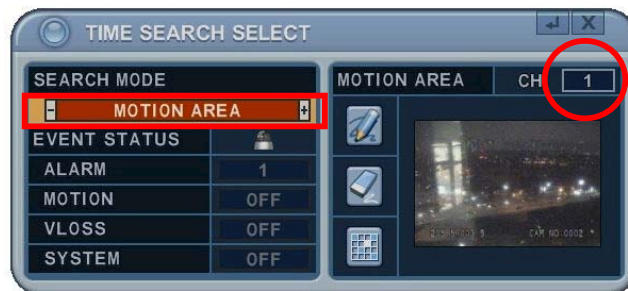 TIME SEARCH SELECT
SEARCH MODE
- MOTION AREA +
EVENT STATUS
ALARM 1
MOTION OFF
VLOSS OFF
SYSTEM OFF
MOTION AREA CH 1
CAM NO:0002 *